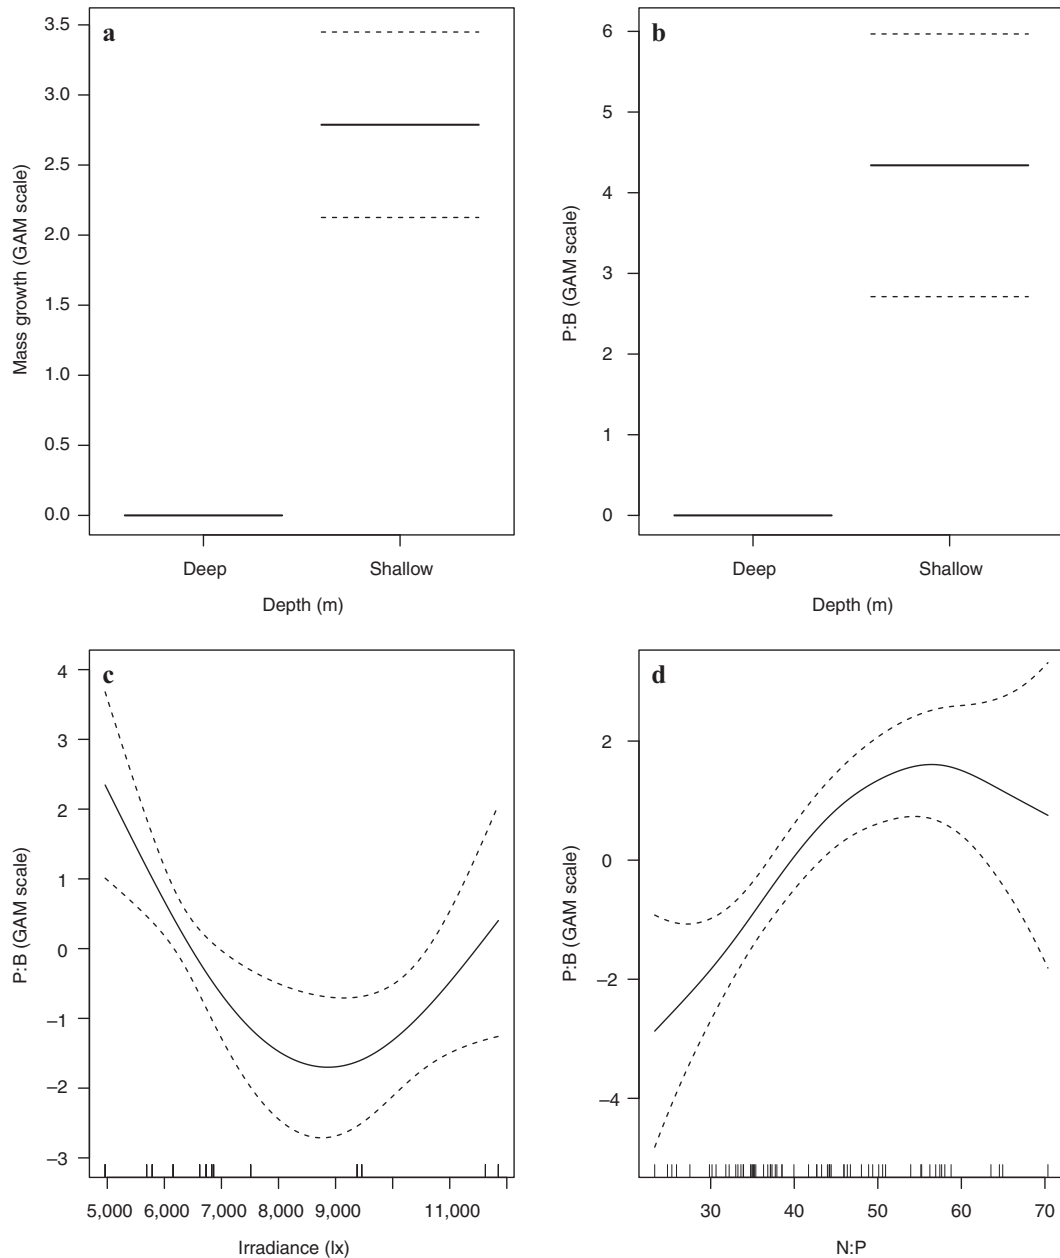 a
3.5
3.0
2.5
2.0
1.5
1.0
0.5
0.0
Mass growth (GAM scale)
Deep
Shallow
Depth (m)
b
6
5
4
3
2
1
0
P:B (GAM scale)
Deep
Shallow
Depth (m)
c
4
3
2
1
0
−1
−2
−3
P:B (GAM scale)
5,000 6,000 7,000 8,000 9,000 11,000
Irradiance (lx)
d
2
0
−2
−4
P:B (GAM scale)
30 40 50 60 70
N:P